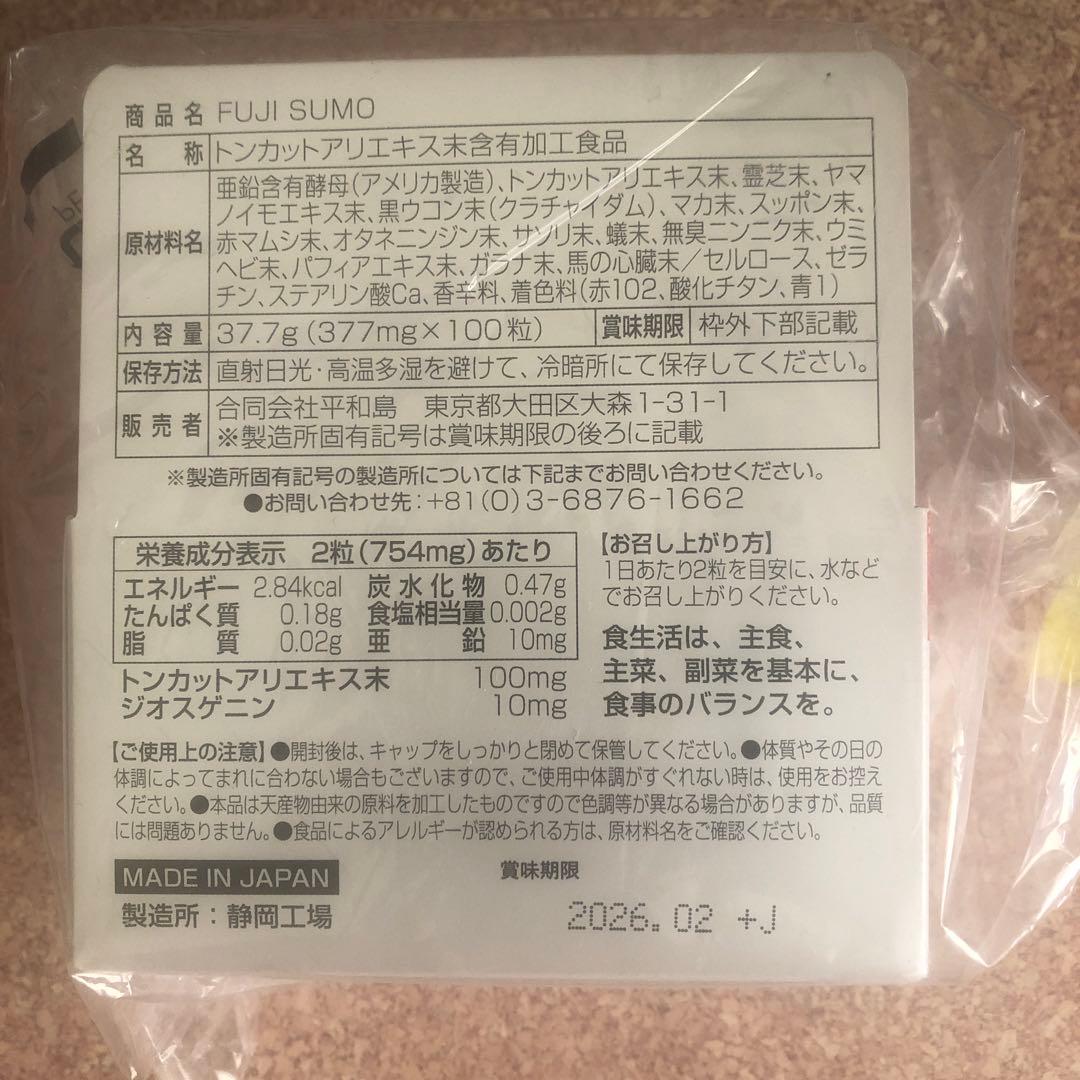 商品名 FUJI SUMO
名称 トンカットアリエキス末含有加工食品
原材料名 亜鉛含有酵母(アメリカ製造)、トンカットアリエキス末、霊芝末、ヤマ
ノイモエキス末、黒ウコン末(クラチャイダム)、マカ末、スッポン末、
赤マムシ末、オタネニンジン末、サソリ末、蟻末、無臭ニンニク末、ウミ
ヘビ末、パフィアエキス末、ガラナ末、馬の心臓末/セルロース、ゼラ
チン、ステアリン酸Ca、香辛料、着色料(赤102、酸化チタン、青1)
内容量 37.7g (377mg×100粒) 賞味期限 枠外下部記載
保存方法 直射日光・高温多湿を避けて、冷暗所にて保存してください。
販売者 合同会社平和島 東京都大田区大森1-31-1
※製造所固有記号は賞味期限の後ろに記載
※製造所固有記号の製造所については下記までお問い合わせください。
●お問い合わせ先:+81(0)3-6876-1662
栄養成分表示 2粒(754mg)あたり
エネルギー 2.84kcal 炭水化物 0.47g
たんぱく質 0.18g 食塩相当量 0.002g
脂質 0.02g 亜鉛 10mg
トンカットアリエキス末 100mg
ジオスゲニン 10mg
【お召し上がり方】
1日あたり2粒を目安に、水など
でお召し上がりください。
食生活は、主食、
主菜、副菜を基本に、
食事のバランスを。
【ご使用上の注意】●開封後は、キャップをしっかりと閉めて保管してください。●体質やその日の
体調によってまれに合わない場合もございますので、ご使用中体調がすぐれない時は、使用をお控え
ください。●本品は天産物由来の原料を加工したものですので色調等が異なる場合がありますが、品質
には問題ありません。●食品によるアレルギーが認められる方は、原材料名をご確認ください。
MADE IN JAPAN
製造所:静岡工場
賞味期限
2026.02 +J